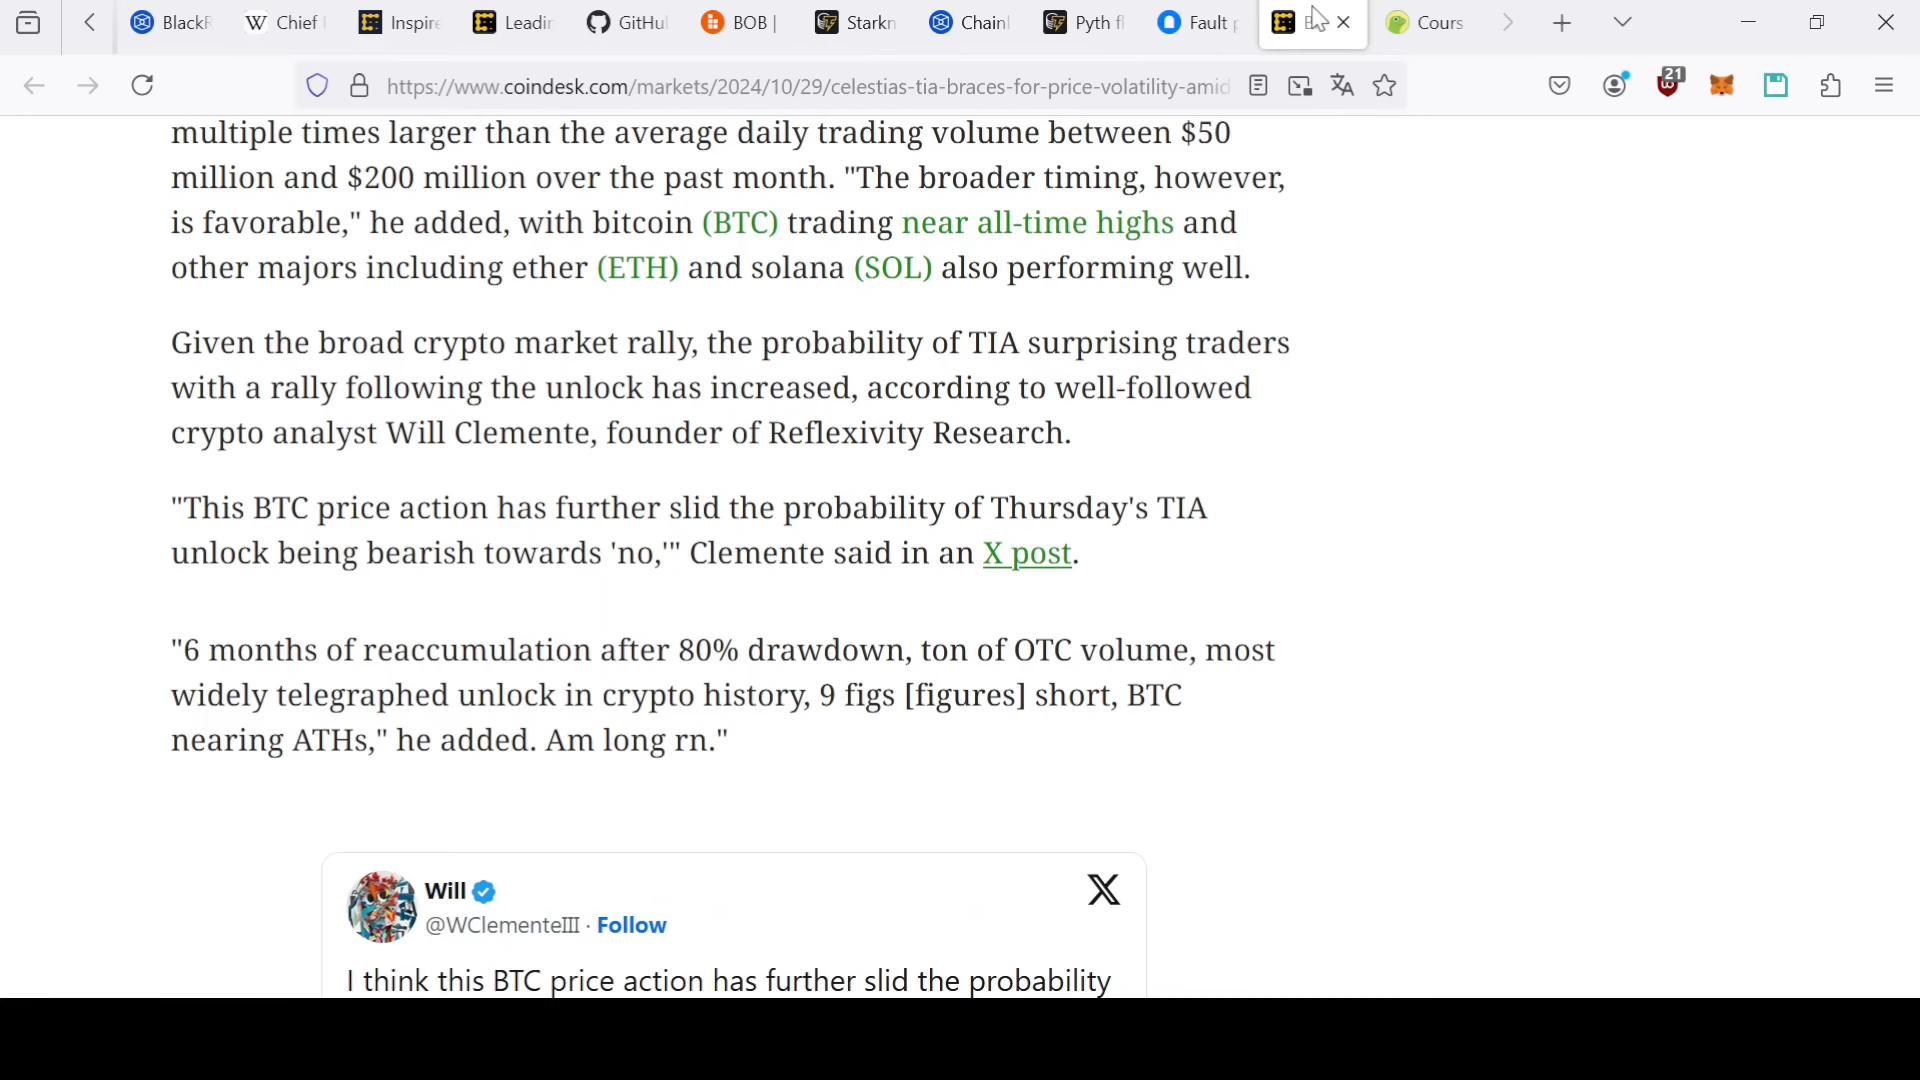 BlackR
Chief
Inspire
Leadin
GitHu
BOB |
Starkn
Chainl
Pyth fl
Fault p
Cours
https://www.coindesk.com/markets/2024/10/29/celestias-tia-braces-for-price-volatility-amid
21
multiple times larger than the average daily trading volume between $50
million and $200 million over the past month. "The broader timing, however,
is favorable," he added, with bitcoin (BTC) trading near all-time highs and
other majors including ether (ETH) and solana (SOL) also performing well.
Given the broad crypto market rally, the probability of TIA surprising traders
with a rally following the unlock has increased, according to well-followed
crypto analyst Will Clemente, founder of Reflexivity Research.
"This BTC price action has further slid the probability of Thursday's TIA
unlock being bearish towards 'no,'" Clemente said in an X post.
"6 months of reaccumulation after 80% drawdown, ton of OTC volume, most
widely telegraphed unlock in crypto history, 9 figs [figures] short, BTC
nearing ATHs," he added. Am long rn."
Will
@WClementeIII · Follow
I think this BTC price action has further slid the probability